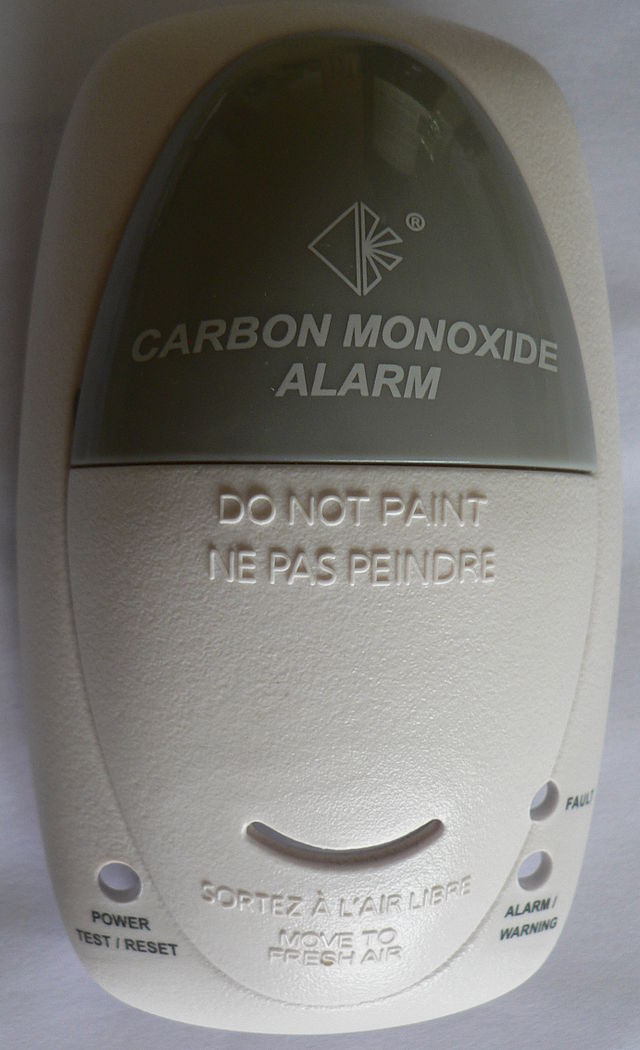 ®
CARBON MONOXIDE
ALARM
DO NOT PAINT
NE PAS PEINDRE
FAULT
SORTEZ À L'AIR LIBRE
MOVE TO
FRESH AIR
POWER
TEST / RESET
ALARM /
WARNING